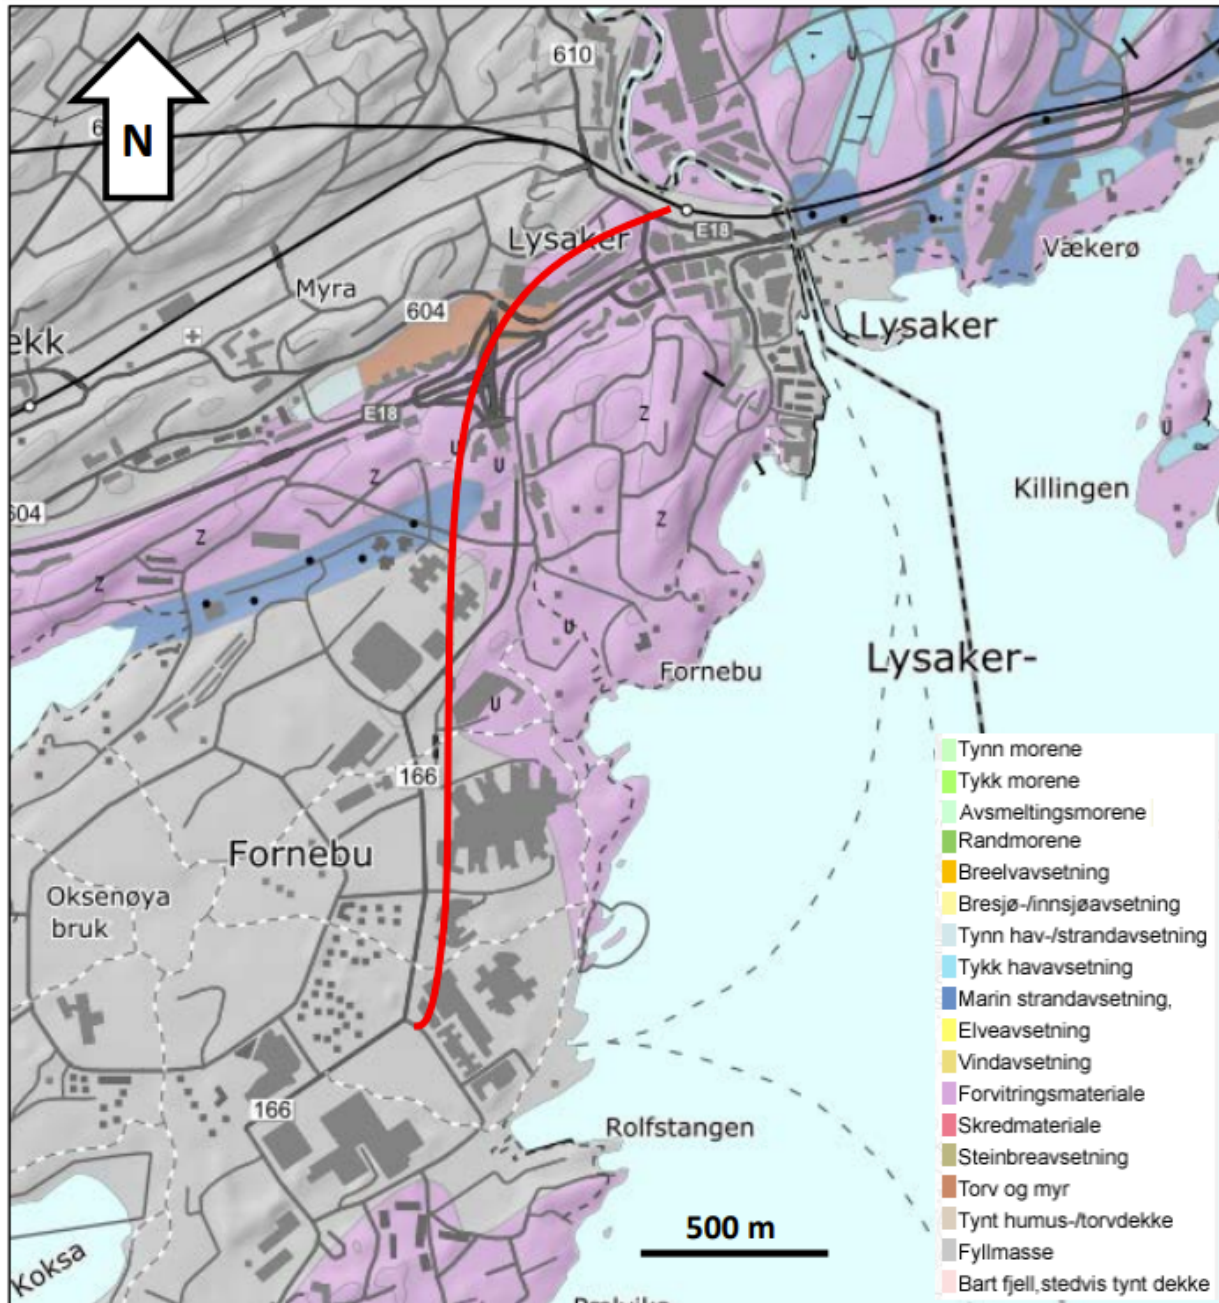 610
6
N
Lysaker
E18
Vækerø
Myra
604
Lysaker
ekk
E18
Z
U
Z
U
U
Killingen
604
Z
Z
Z
U
Lysaker-
Fornebu
U
166
Fornebu
Oksenøya
bruk
Rolfstangen
166
500 m
Koksa
Tynn morene
Tykk morene
Avsmeltingsmorene
Randmorene
Breelvavsetning
Bresjø-/innsjøavsetning
Tynn hav-/strandavsetning
Tykk havavsetning
Marin strandavsetning,
Elveavsetning
Vindavsetning
Forvitringsmateriale
Skredmateriale
Steinbreavsetning
Torv og myr
Tynt humus-/torvdekke
Fyllmasse
Bart fjell,stedvis tynt dekke